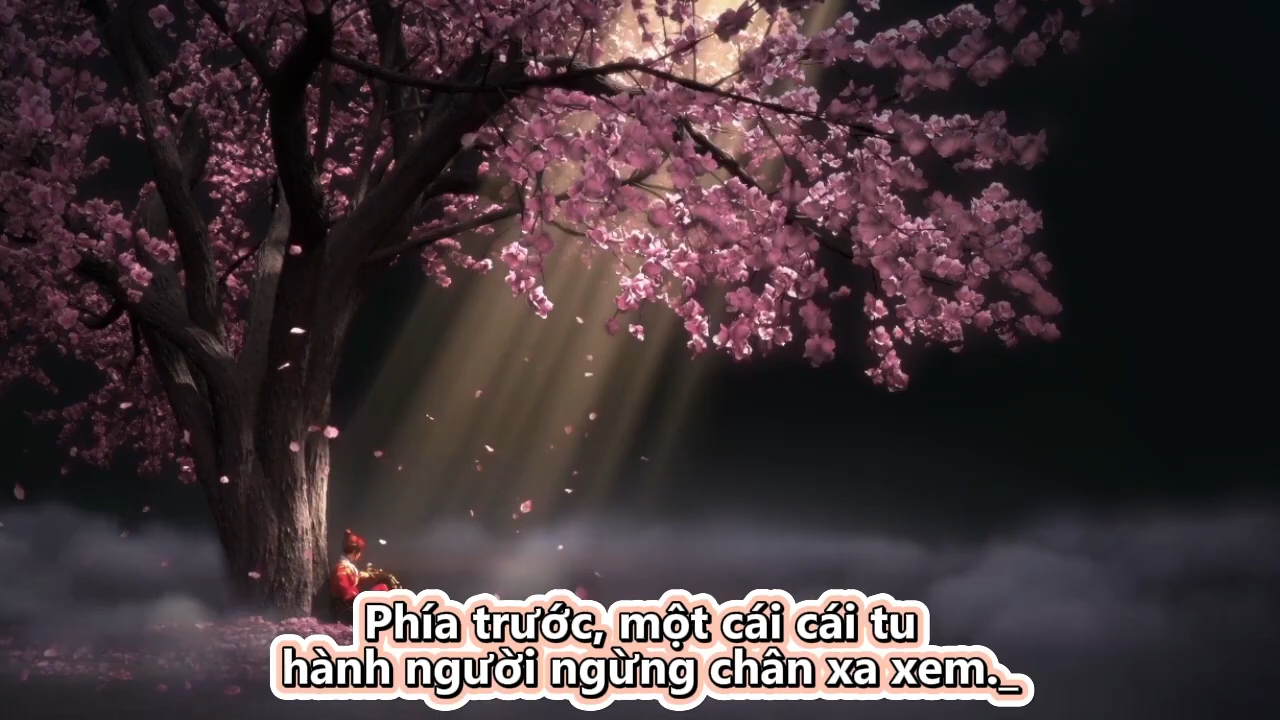 Phía trước, một cái cái tu
hành người ngừng chân xa xem._